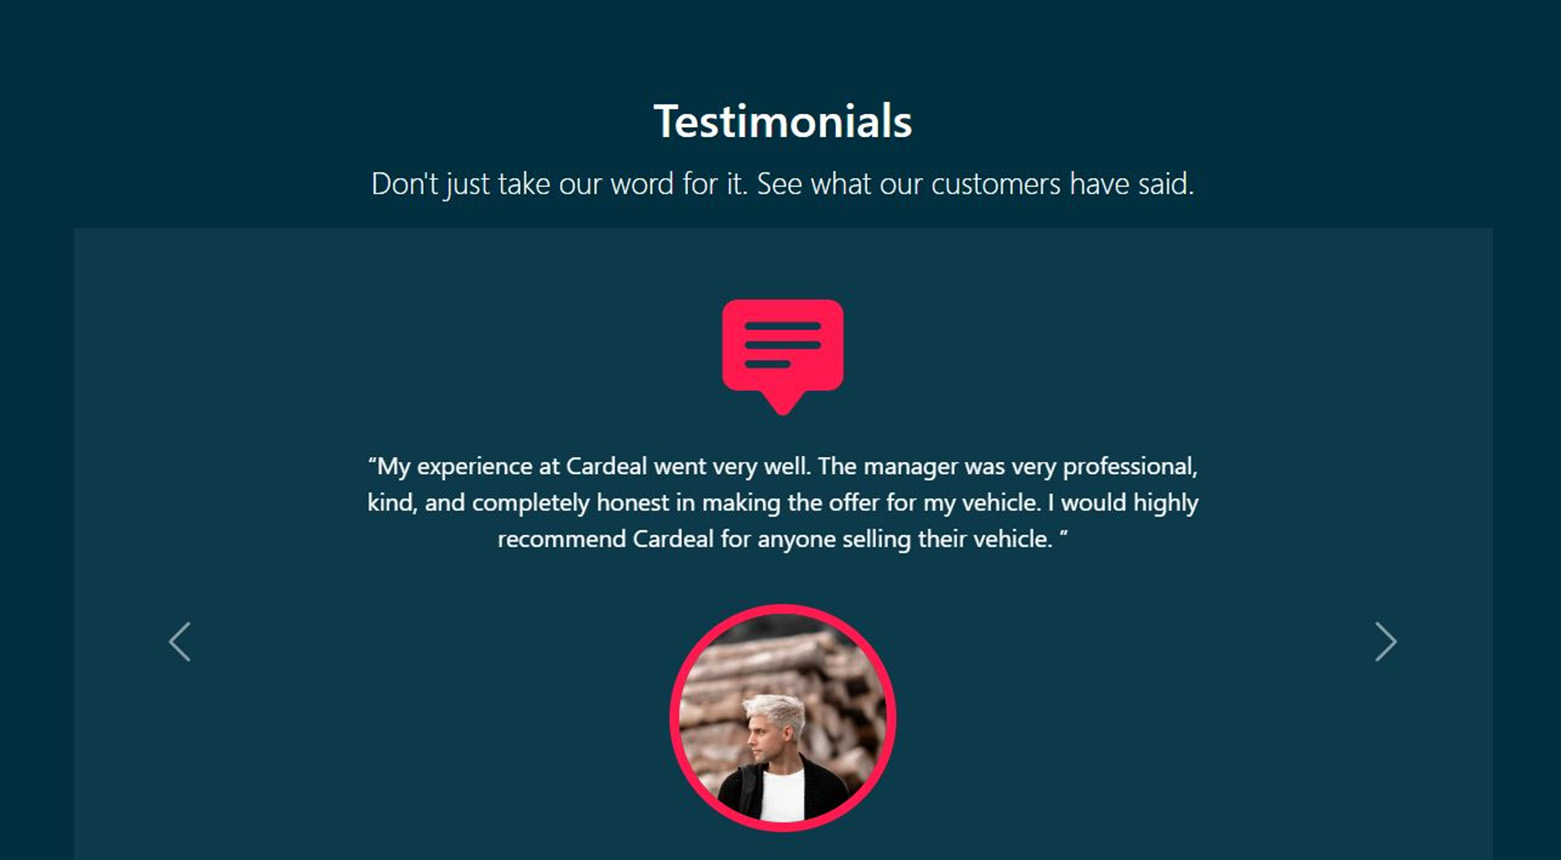 Testimonials
Don't just take our word for it. See what our customers have said.
“My experience at Cardeal went very well. The manager was very professional,
kind, and completely honest in making the offer for my vehicle. I would highly
recommend Cardeal for anyone selling their vehicle. ”